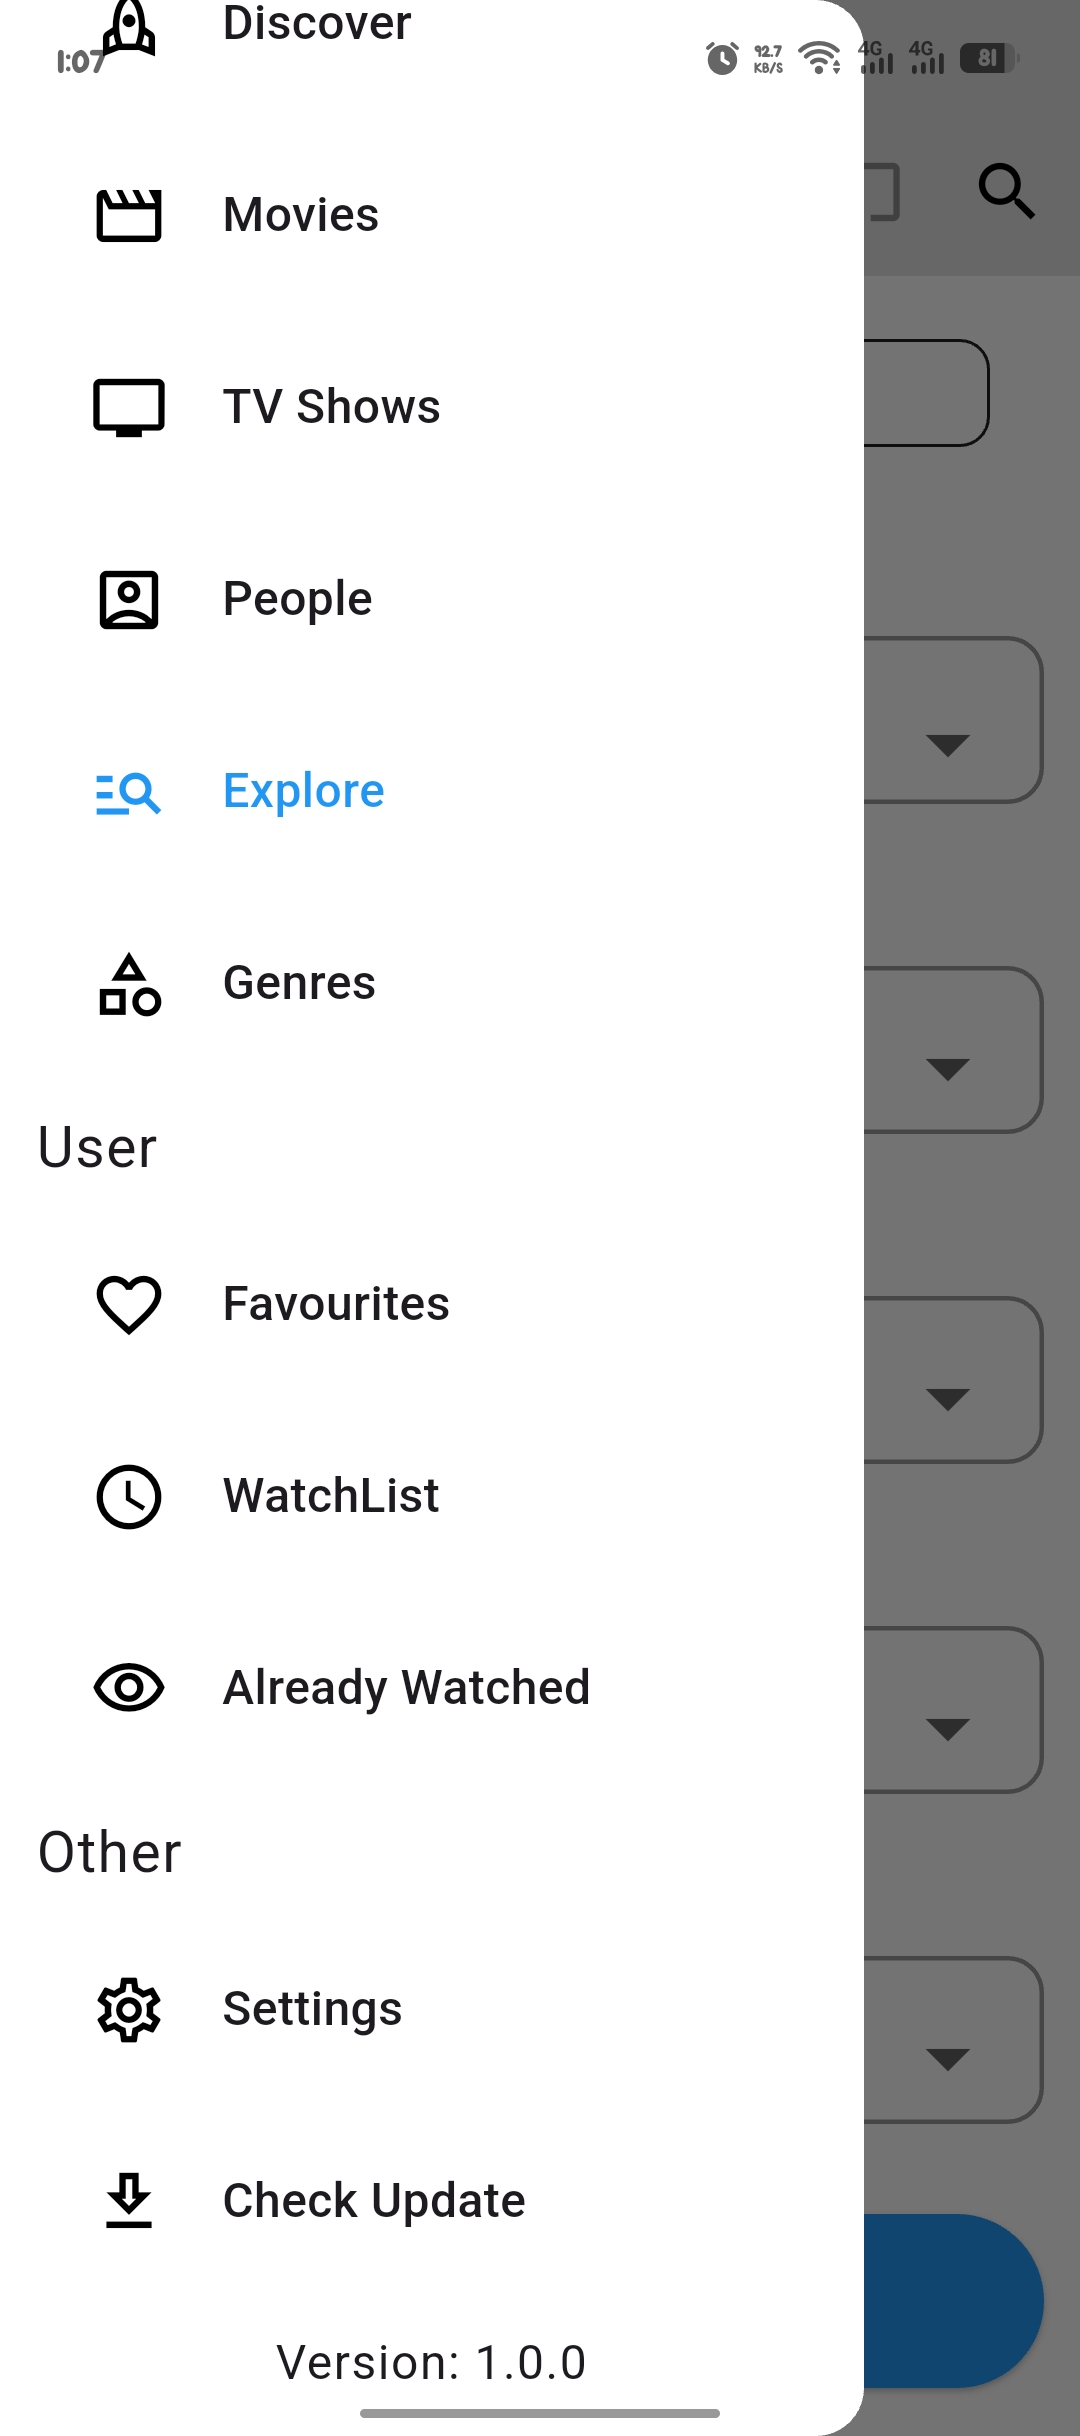 Discover
1:07
92.7
KB/S
4G
4G
81
Movies
TV Shows
People
Explore
Genres
User
Favourites
WatchList
Already Watched
Other
Settings
Check Update
Version: 1.0.0